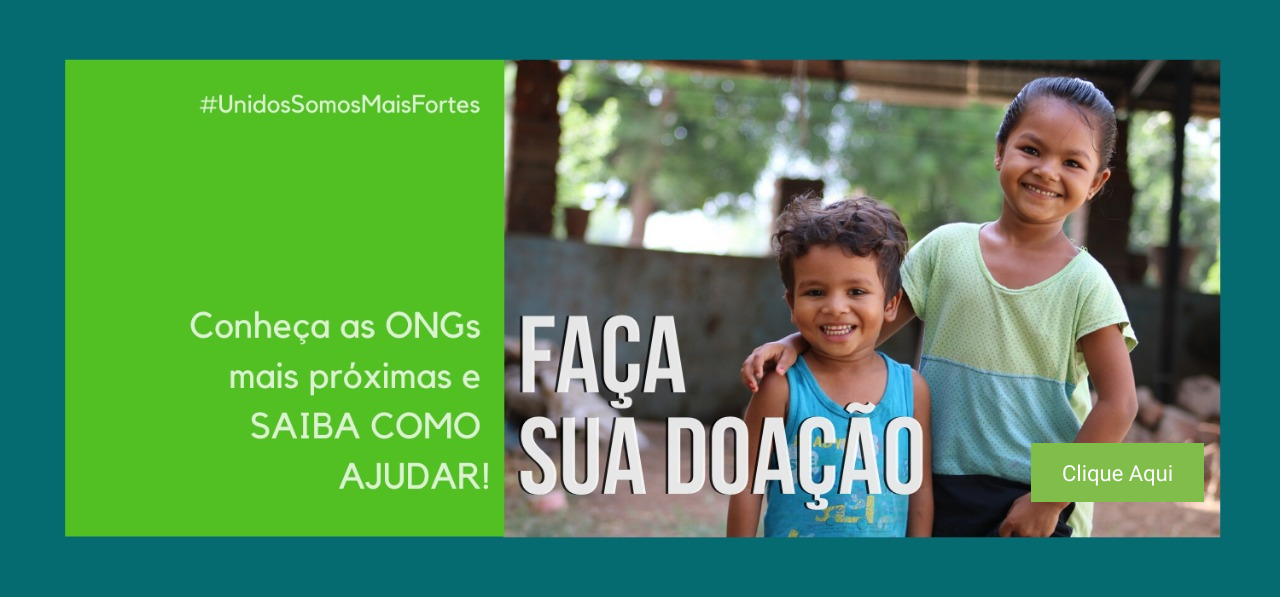 #UnidosSomosMaisFortes
Conheça as ONGs
mais próximas e
SAIBA COMO
AJUDAR!
FAÇA
SUA DOAÇÃO
Clique Aqui